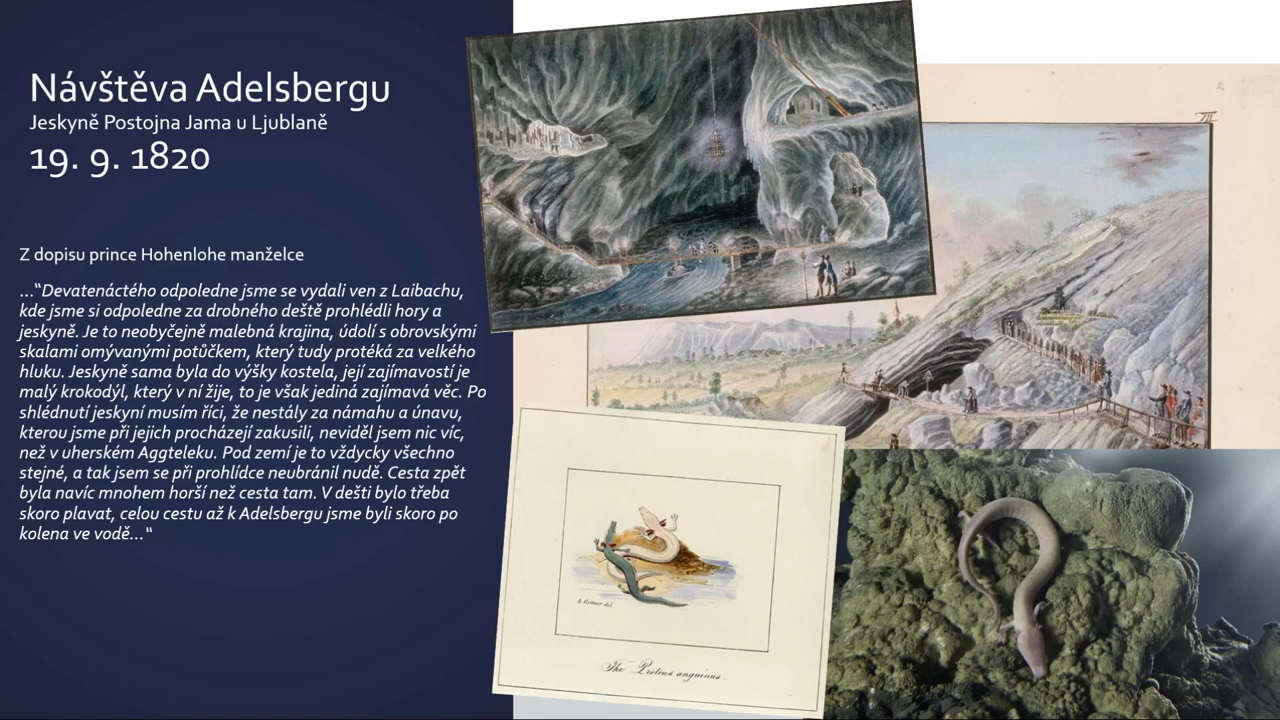 Návštěva Adelsbergu
Jeskyně Postojna Jama u Ljublaně
19. 9. 1820
Z dopisu prince Hohenlohe manželce
...“Devatenáctého odpoledne jsme se vydali ven z Laibachu,
kde jsme si odpoledne za drobného deště prohlédli hory a
jeskyně. Je to neobyčejně malebná krajina, údolí s obrovskými
skalami omývanými potůčkem, který tudy protéká za velkého
hluku. Jeskyně sama byla do výšky kostela, její zajímavostí je
malý krokodýl, který v ní žije, to je však jediná zajímavá věc. Po
shlédnutí jeskyní musím říci, že nestály za námahu a únavu,
kterou jsme při jejich procházejí zakusili, neviděl jsem nic víc,
než v uherském Aggteleku. Pod zemí je to vždycky všechno
stejné, a tak jsem se při prohlídce neubránil nudě. Cesta zpět
byla navíc mnohem horší než cesta tam. V dešti bylo třeba
skoro plavat, celou cestu až k Adelsbergu jsme byli skoro po
kolena ve vodě...“
VII
The Proteus anguinus.